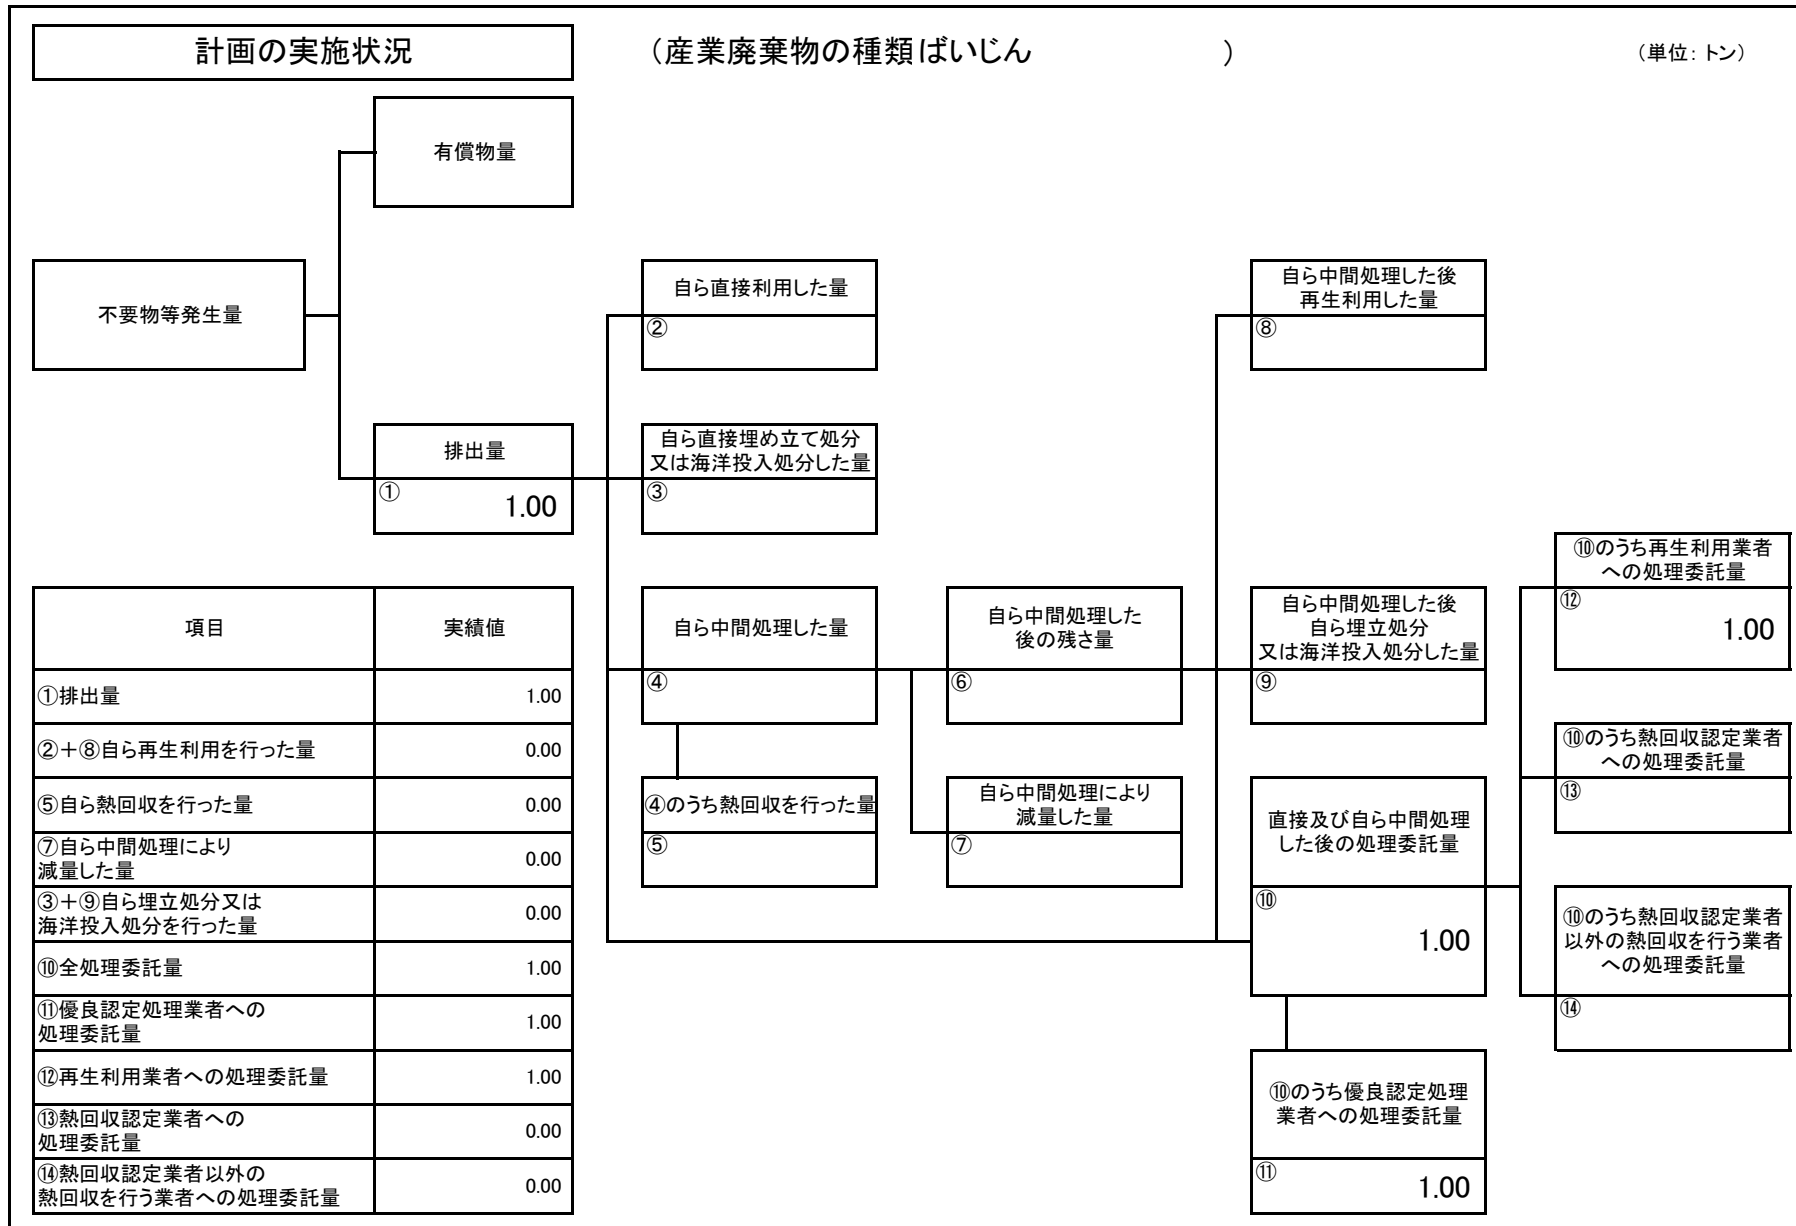 計画の実施状況
（産業廃棄物の種類ばいじん　　　　　　　）
（単位：トン）
有償物量
不要物等発生量
自ら直接利用した量
②
自ら中間処理した後
再生利用した量
⑧
排出量
①
1.00
自ら直接埋め立て処分
又は海洋投入処分した量
③
⑩のうち再生利用業者
への処理委託量
⑫
1.00
自ら中間処理した量
④
自ら中間処理した
後の残さ量
⑥
自ら中間処理した後
自ら埋立処分
又は海洋投入処分した量
⑨
⑩のうち熱回収認定業者
への処理委託量
⑬
④のうち熱回収を行った量
⑤
自ら中間処理により
減量した量
⑦
直接及び自ら中間処理
した後の処理委託量
⑩
1.00
⑩のうち熱回収認定業者
以外の熱回収を行う業者
への処理委託量
⑭
⑩のうち優良認定処理
業者への処理委託量
⑪
1.00
項目 実績値
①排出量 1.00
②＋⑧自ら再生利用を行った量 0.00
⑤自ら熱回収を行った量 0.00
⑦自ら中間処理により
減量した量 0.00
③＋⑨自ら埋立処分又は
海洋投入処分を行った量 0.00
⑩全処理委託量 1.00
⑪優良認定処理業者への
処理委託量 1.00
⑫再生利用業者への処理委託量 1.00
⑬熱回収認定業者への
処理委託量 0.00
⑭熱回収認定業者以外の
熱回収を行う業者への処理委託量 0.00